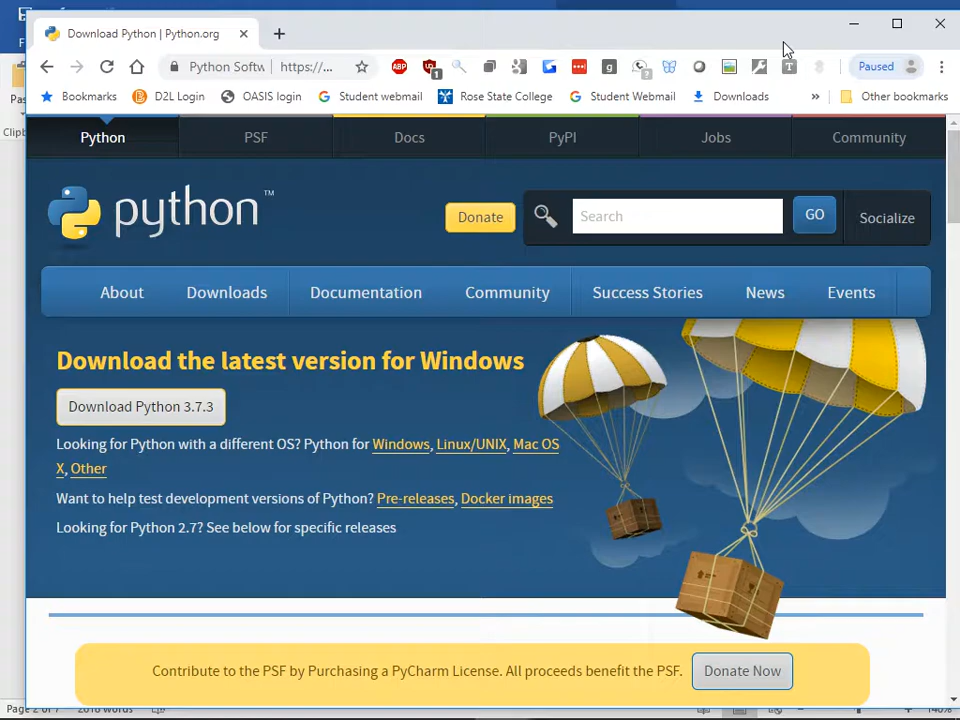 Download Python | Python.org
Python Softw https://...
ABP 1 g ? T Paused
Bookmarks D2L Login OASIS login Student webmail Rose State College Student Webmail Downloads » Other bookmarks
Pas
Clipb
Python PSF Docs PyPI Jobs Community
python™ Donate Search GO Socialize
About Downloads Documentation Community Success Stories News Events
Download the latest version for Windows
Download Python 3.7.3
Looking for Python with a different OS? Python for Windows, Linux/UNIX, Mac OS
X, Other
Want to help test development versions of Python? Pre-releases, Docker images
Looking for Python 2.7? See below for specific releases
Contribute to the PSF by Purchasing a PyCharm License. All proceeds benefit the PSF. Donate Now